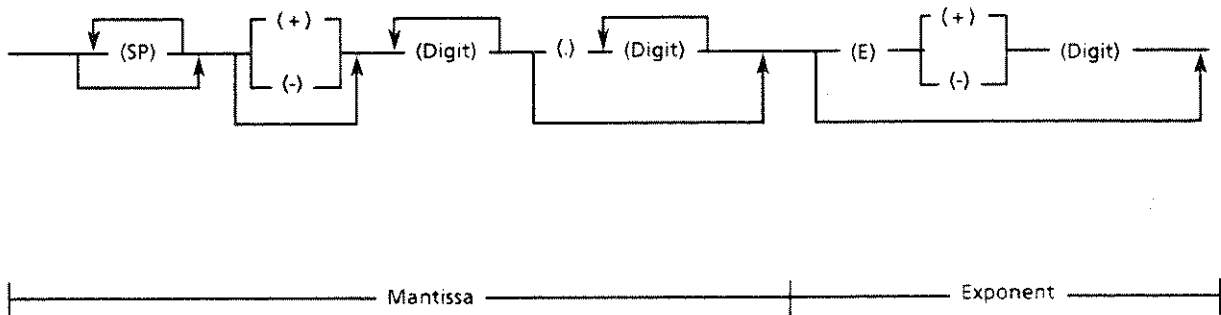 (+) (+)
(SP) (Digit) (.) (Digit) (E) (Digit)
(-) (-)
Mantissa Exponent